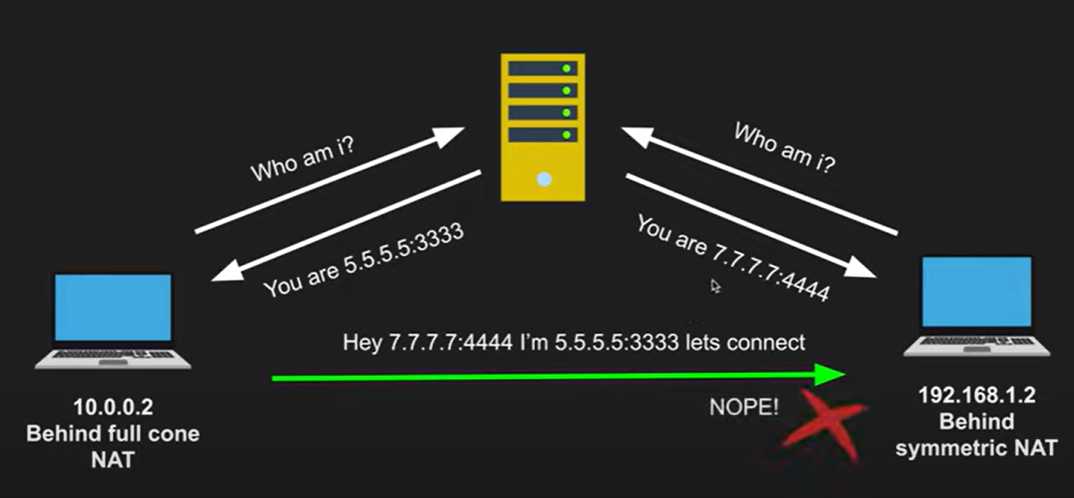 Who am i?
Who am i?
You are 5.5.5.5:3333
You are 7.7.7.7:4444
Hey 7.7.7.7:4444 I'm 5.5.5.5:3333 lets connect
NOPE!
10.0.0.2
Behind full cone
NAT
192.168.1.2
Behind
symmetric NAT